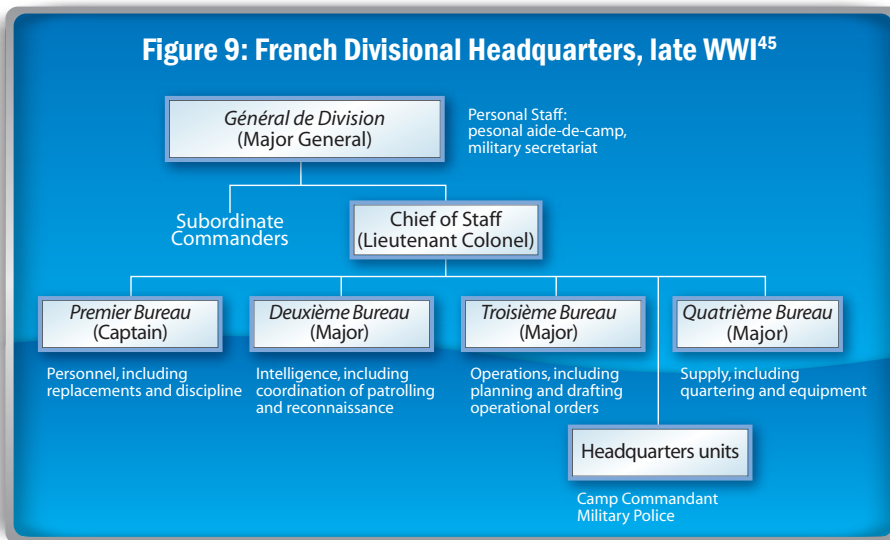 Figure 9: French Divisional Headquarters, late WWI45
Général de Division
(Major General)
Personal Staff:
pesonal aide-de-camp,
military secretariat
Subordinate
Commanders
Chief of Staff
(Lieutenant Colonel)
Premier Bureau
(Captain)
Personnel, including
replacements and discipline
Deuxième Bureau
(Major)
Intelligence, including
coordination of patrolling
and reconnaissance
Troisième Bureau
(Major)
Operations, including
planning and drafting
operational orders
Quatrième Bureau
(Major)
Supply, including
quartering and equipment
Headquarters units
Camp Commandant
Military Police